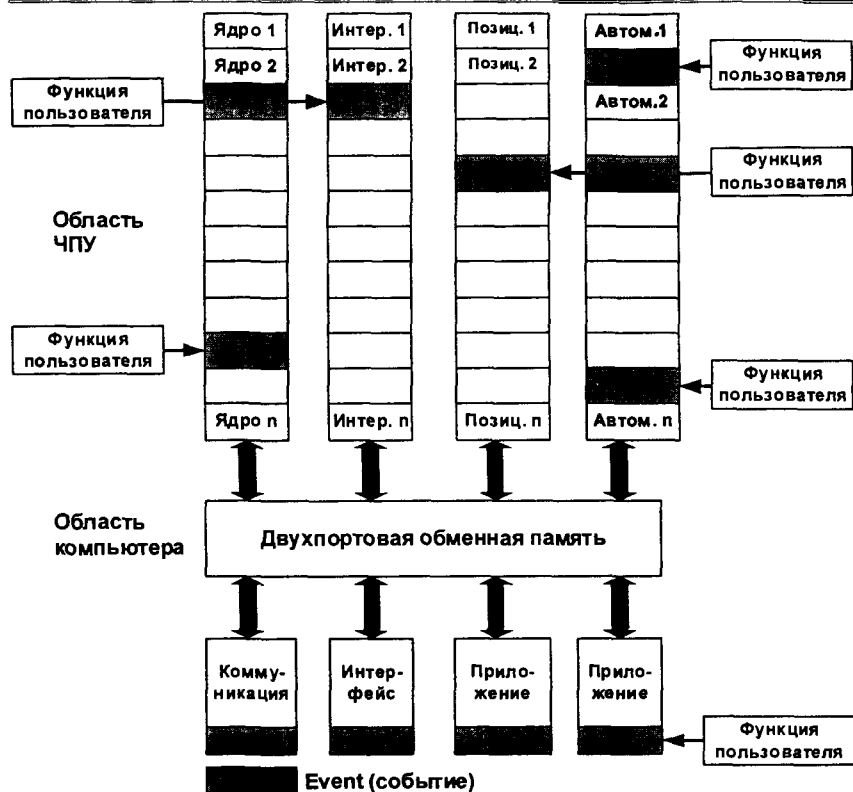 Ядро 1 Интер. 1 Позиц. 1 Автом.1
Ядро 2 Интер. 2 Позиц. 2
Функция
пользователя
Функция
пользователя
Автом.2
Функция
пользователя
Область
ЧПУ
Функция
пользователя
Функция
пользователя
Ядро n Интер. n Позиц. n Автом. n
Область
компьютера
Двухпортовая обменная память
Комму-
никация
Интер-
фейс
Прило-
жение
Прило-
жение
Функция
пользователя
Event (событие)